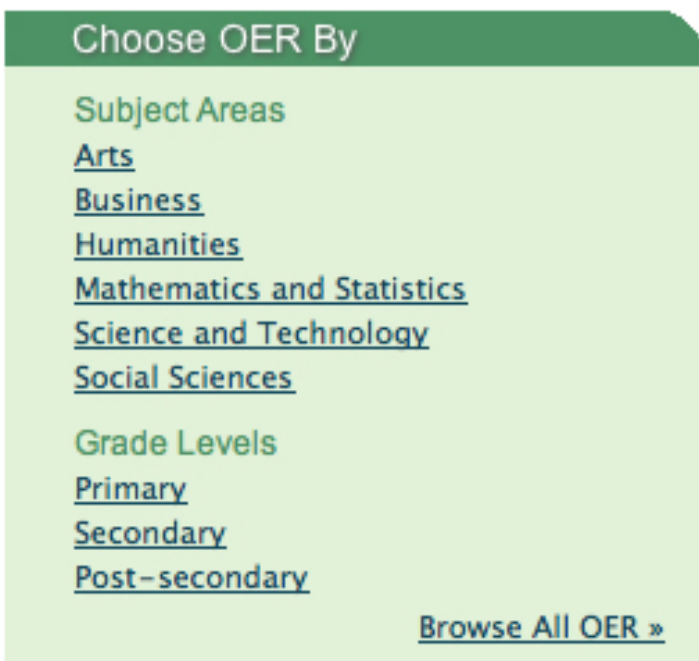 Choose OER By
Subject Areas
Arts
Business
Humanities
Mathematics and Statistics
Science and Technology
Social Sciences
Grade Levels
Primary
Secondary
Post-secondary
Browse All OER »